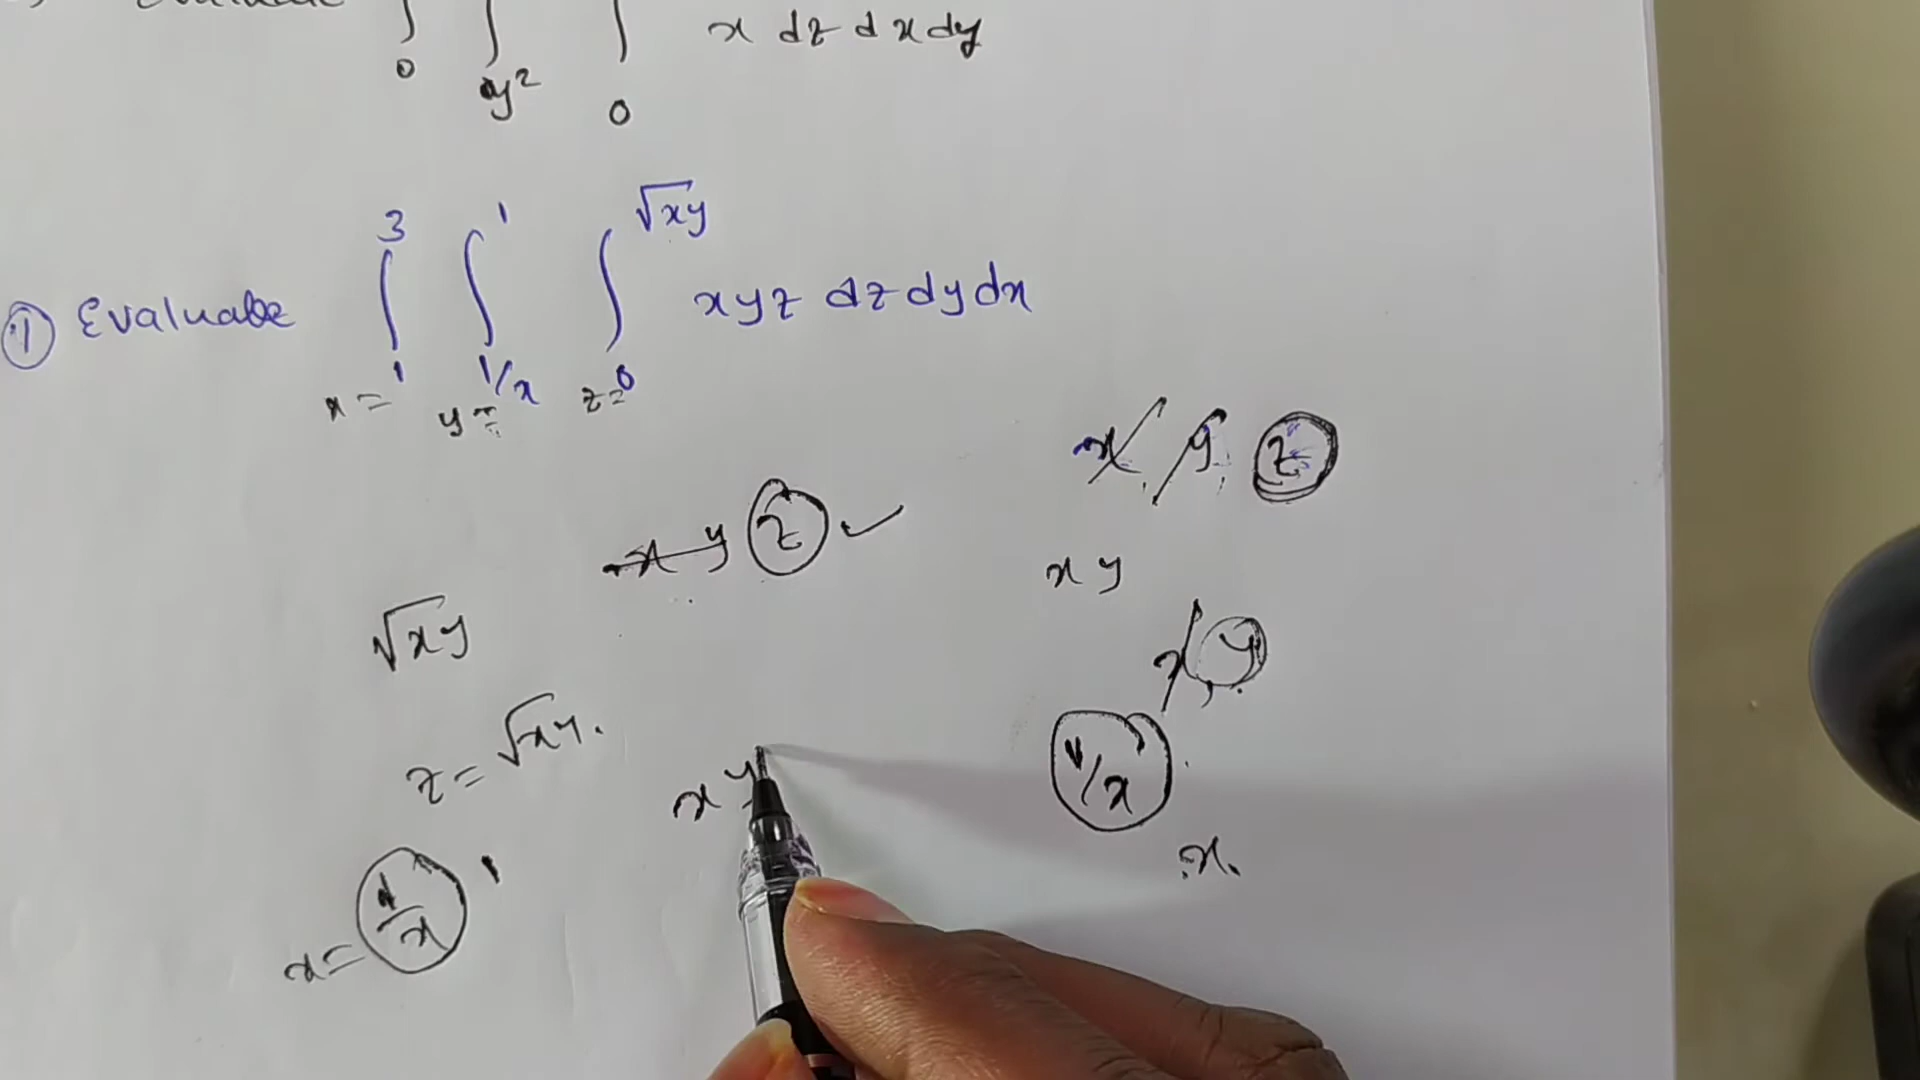 ∫ ∫ ∫ x dz dx dy
0 y² 0
3 1 √xy
① Evaluate ∫ ∫ ∫ xyz dz dy dx
x = 1 y = 1/x z = 0
x y z
x y z ✓
x y
√xy
x y
z = √xy.
1/x
x y
x = 1/x 1
x.